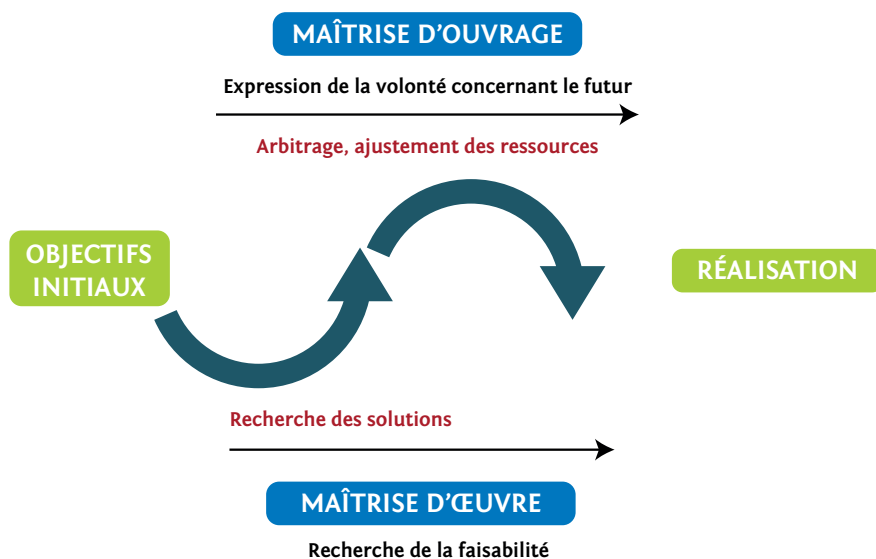 MAÎTRISE D’OUVRAGE
Expression de la volonté concernant le futur
Arbitrage, ajustement des ressources
OBJECTIFS
INITIAUX
RÉALISATION
Recherche des solutions
MAÎTRISE D’ŒUVRE
Recherche de la faisabilité